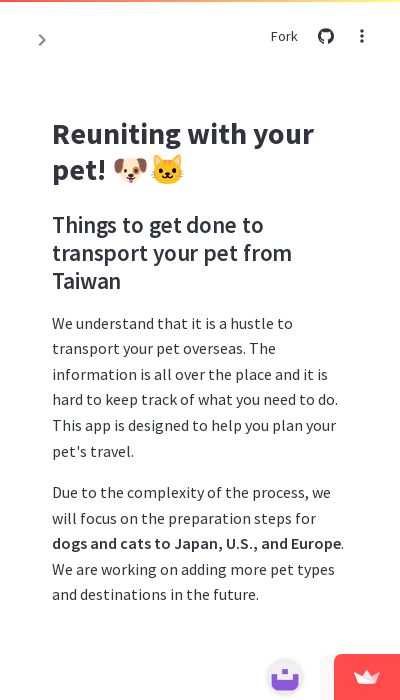 Fork
Reuniting with your
pet! 🐶🐱
Things to get done to
transport your pet from
Taiwan
We understand that it is a hustle to
transport your pet overseas. The
information is all over the place and it is
hard to keep track of what you need to do.
This app is designed to help you plan your
pet's travel.
Due to the complexity of the process, we
will focus on the preparation steps for
dogs and cats to Japan, U.S., and Europe.
We are working on adding more pet types
and destinations in the future.